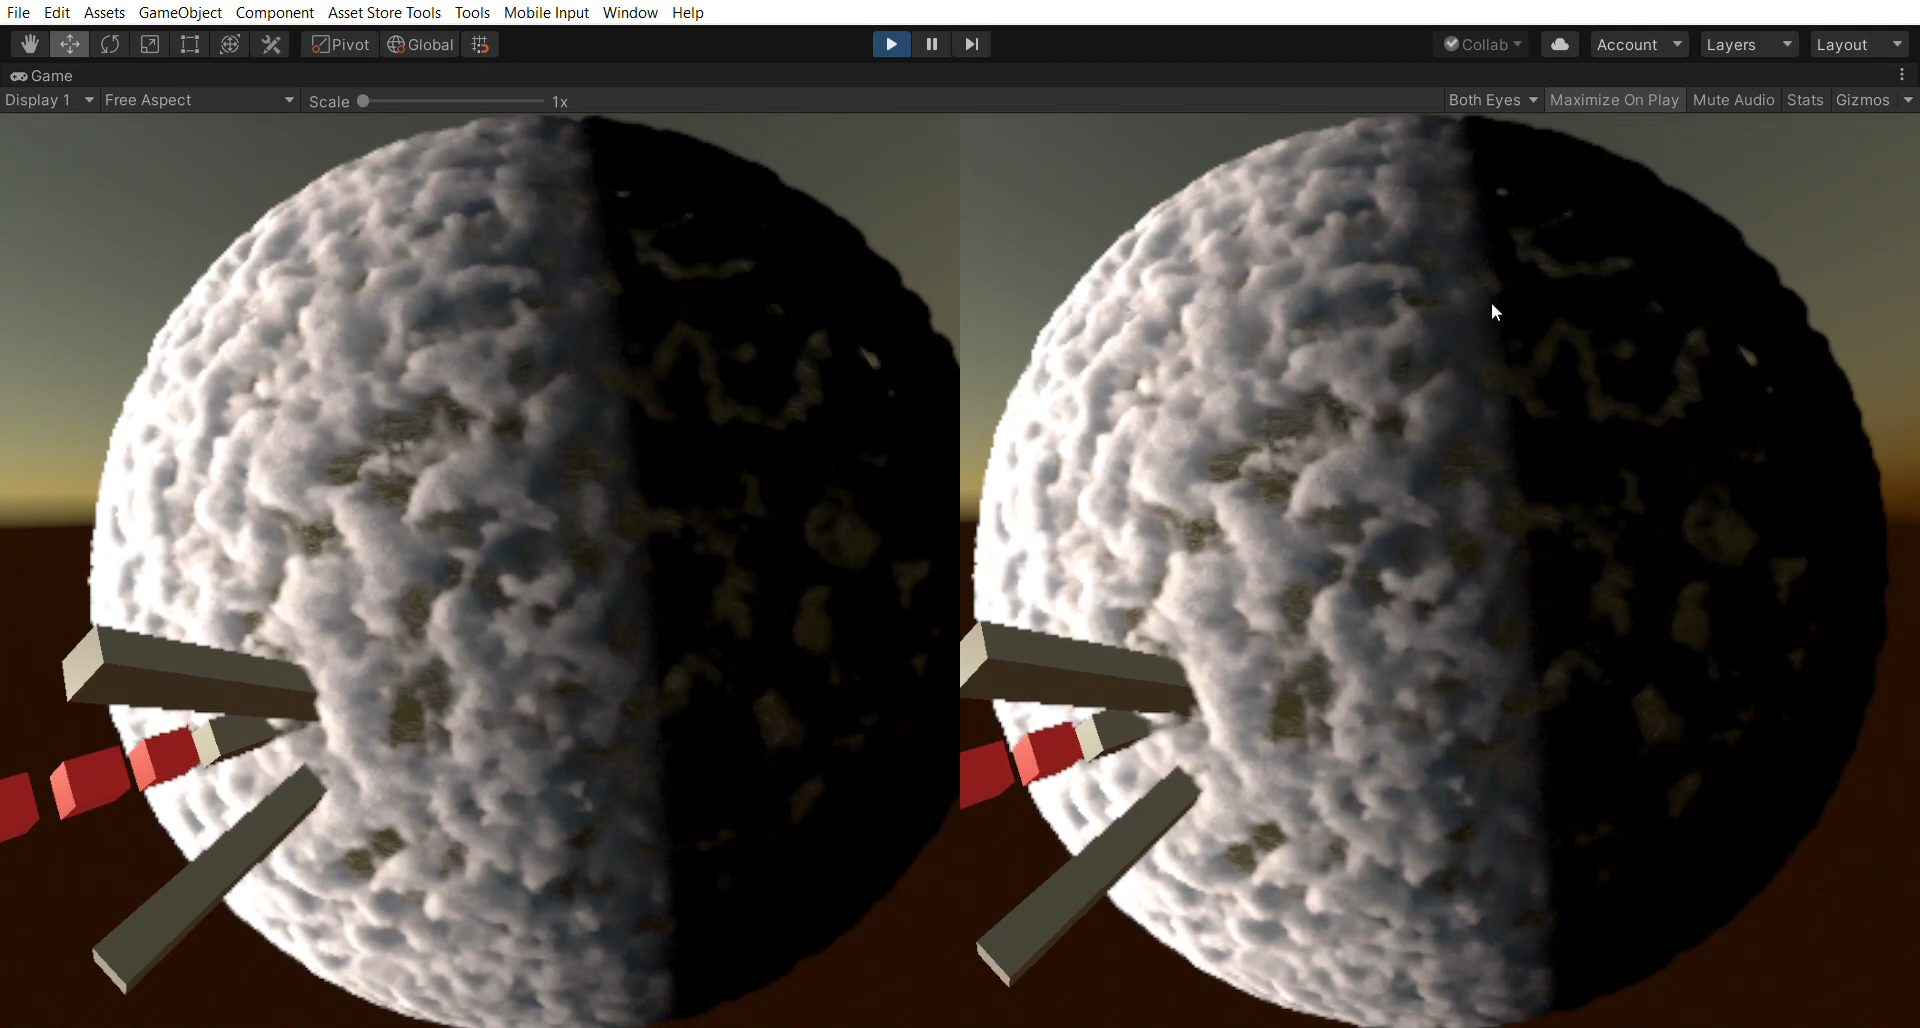 File Edit Assets GameObject Component Asset Store Tools Tools Mobile Input Window Help
Pivot Global Collab Account Layers Layout
Game
Display 1 Free Aspect Scale 1x Both Eyes Maximize On Play Mute Audio Stats Gizmos